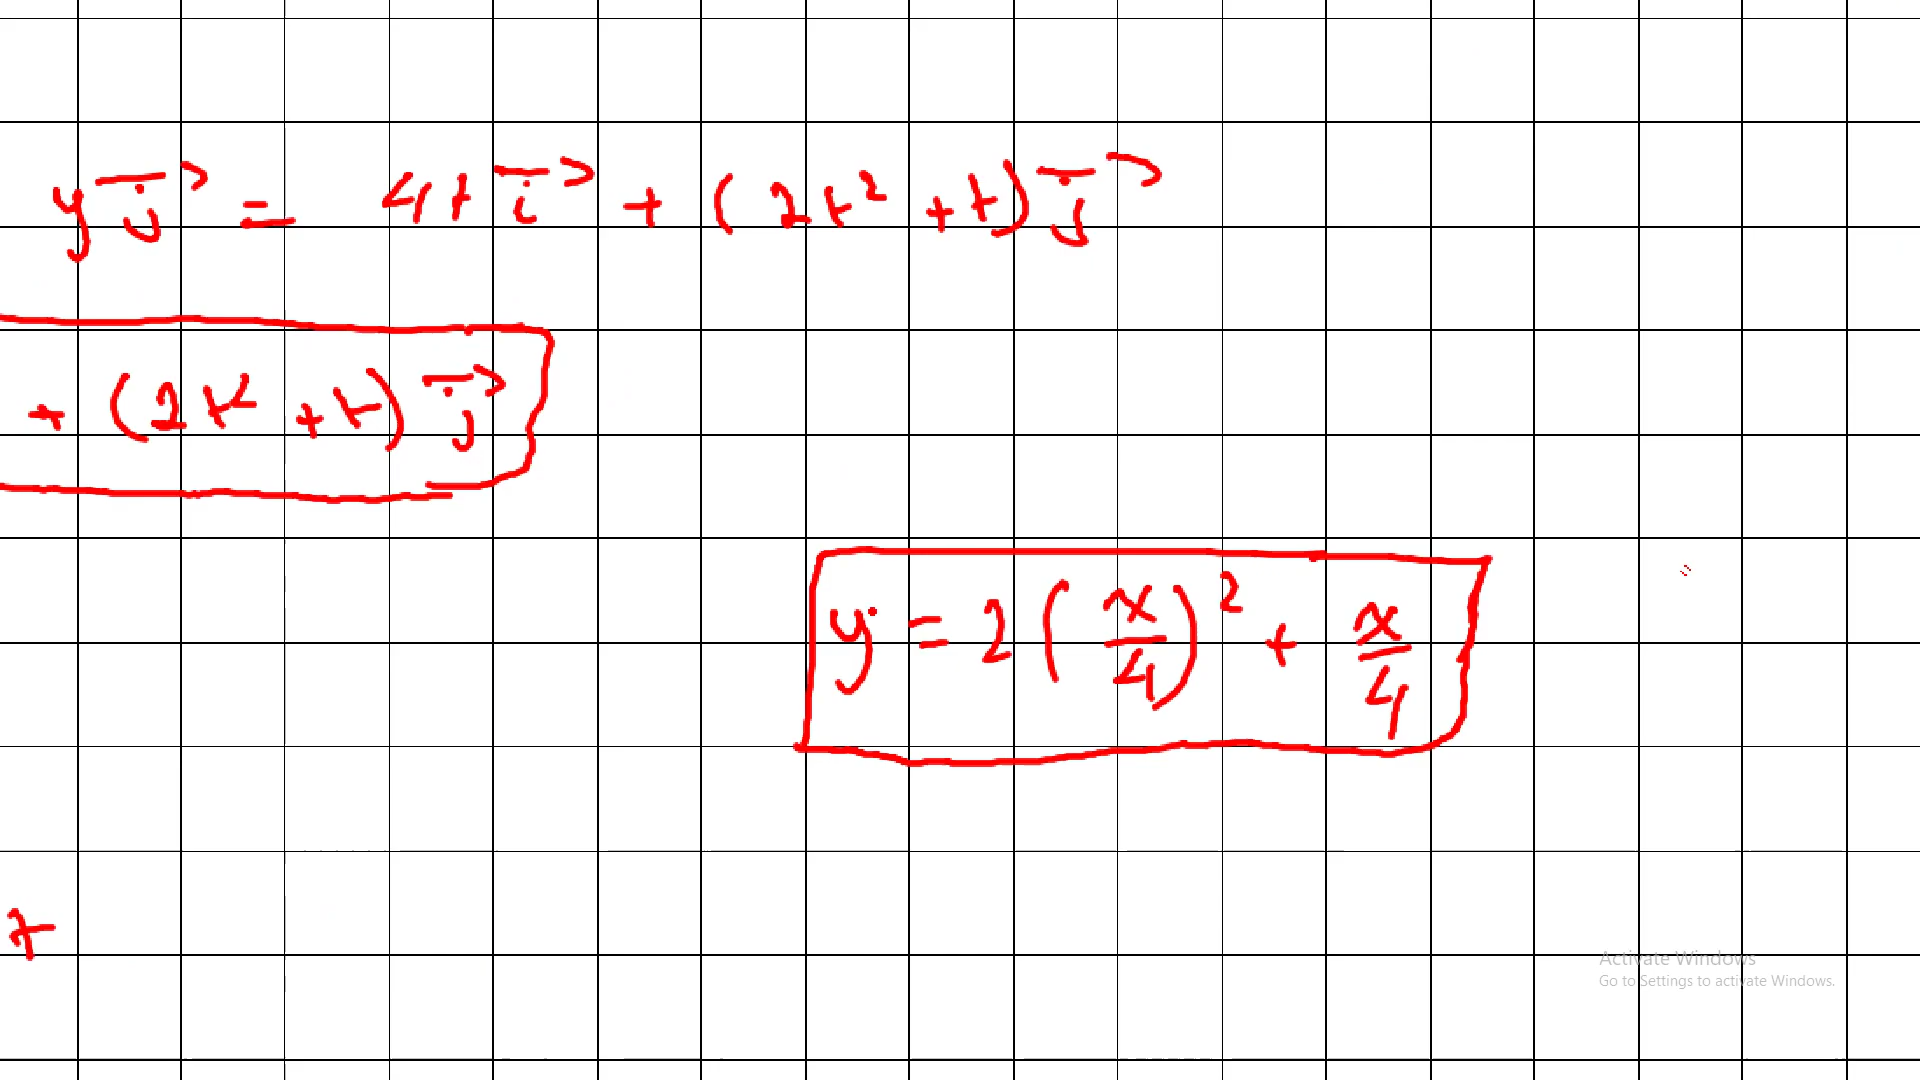 y j⃗ = 4t i⃗ + (2t² + t) j⃗
+ (2t² + t) j⃗
y = 2(x/4)² + x/4
t
Activate Windows
Go to Settings to activate Windows.